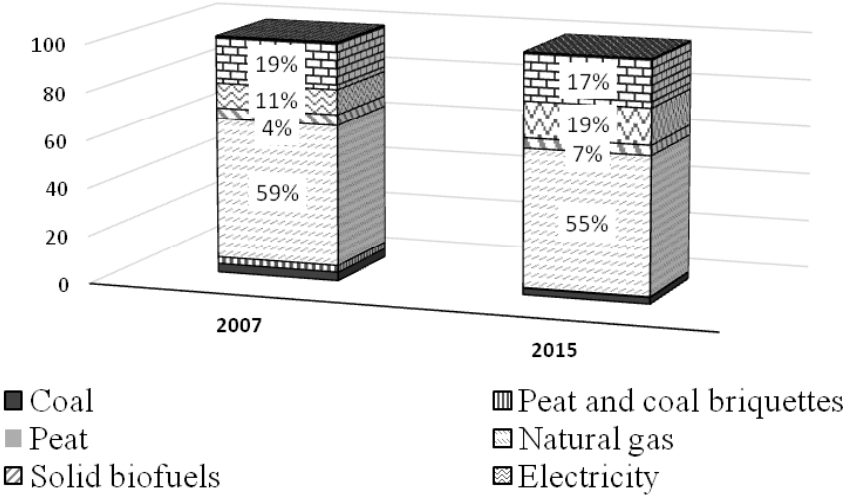 100
80
60
40
20
0
19%
11%
4%
59%
17%
19%
7%
55%
2007
2015
Coal
Peat and coal briquettes
Peat
Natural gas
Solid biofuels
Electricity